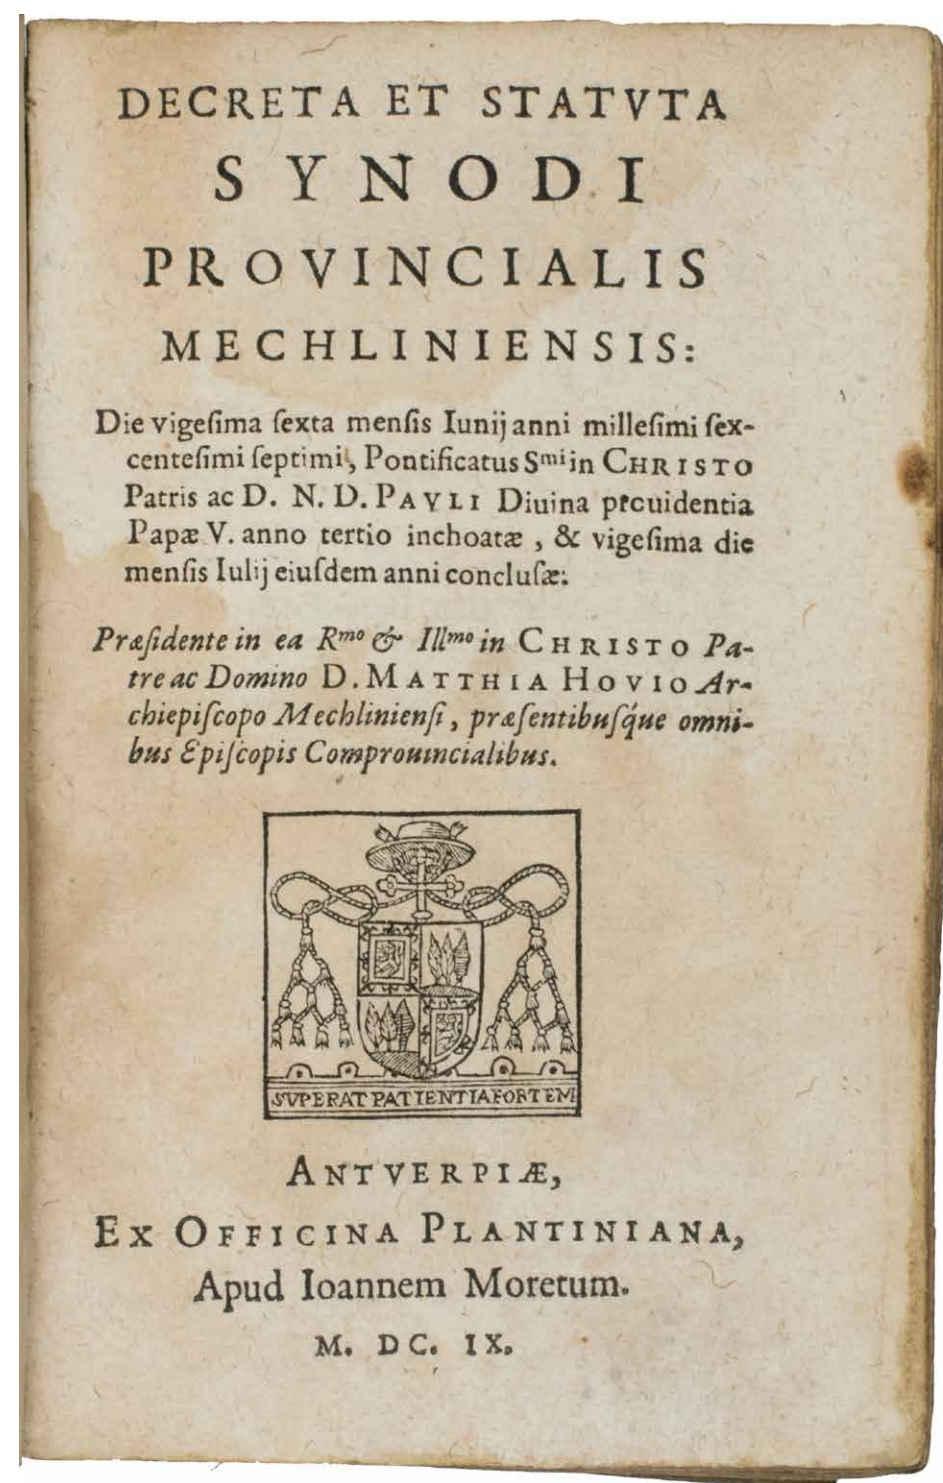 DECRETA ET STATVTA
SYNODI
PROVINCIALIS
MECHLINIENSIS:
Die vigeſima ſexta menſis Iunij anni milleſimi ſex-
centeſimi ſeptimi, Pontificatus Sᵐⁱ in CHRISTO
Patris ac D. N. D. PAVLI Diuina prouidentia
Papæ V. anno tertio inchoatæ, & vigeſima die
menſis Iulij eiuſdem anni concluſæ:
Præſidente in ea Rᵐᵒ & Illᵐᵒ in CHRISTO Pa-
tre ac Domino D. MATTHIA HOVIO Ar-
chiepiſcopo Mechlinienſi, præſentibuſq́ue omni-
bus Epiſcopis Comprouincialibus.
SVPERAT PATIENTIA FORTEM
ANTVERPIÆ,
EX OFFICINA PLANTINIANA,
Apud Ioannem Moretum.
M. DC. IX.